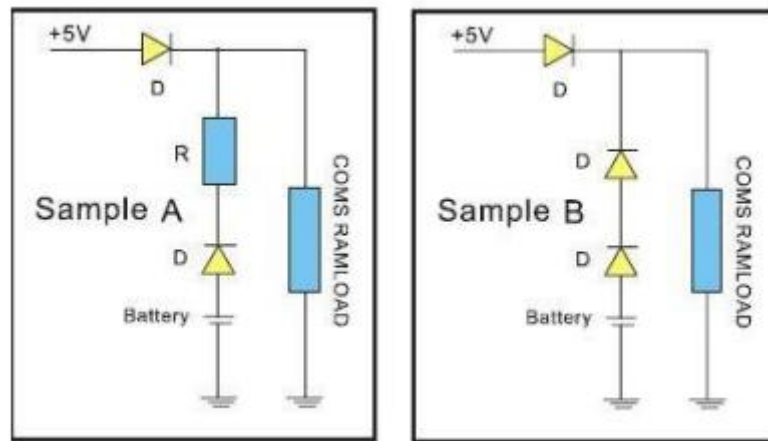 +5V
D
R
Sample A
D
Battery
COMS RAMLOAD
+5V
D
D
Sample B
D
Battery
COMS RAMLOAD